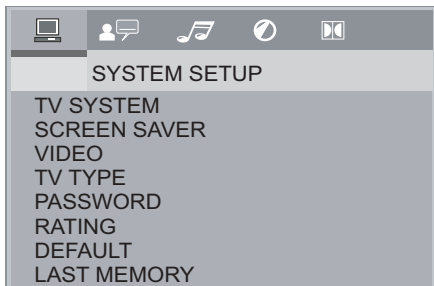 SYSTEM SETUP
TV SYSTEM
SCREEN SAVER
VIDEO
TV TYPE
PASSWORD
RATING
DEFAULT
LAST MEMORY